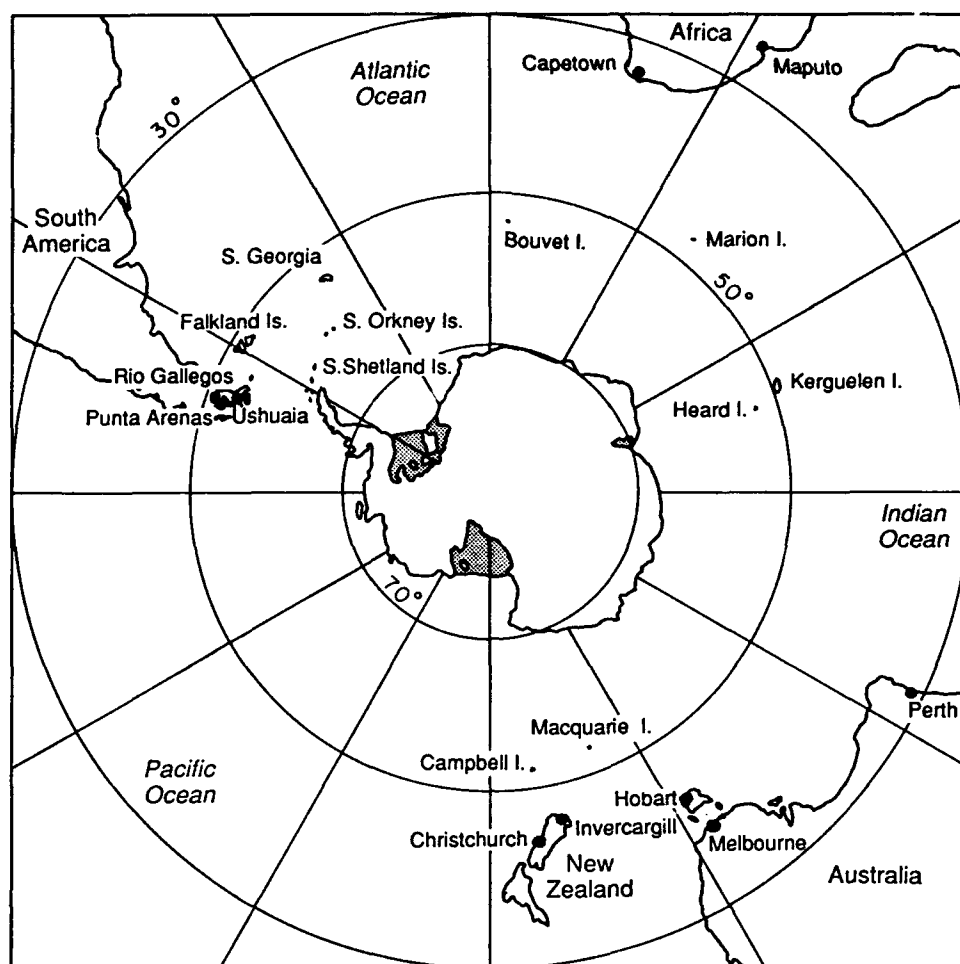 Africa
Capetown
Maputo
Atlantic
Ocean
30°
South
America
S. Georgia
Bouvet I.
Marion I.
50°
Falkland Is.
S. Orkney Is.
S.Shetland Is.
Rio Gallegos
Kerguelen I.
Heard I.
Punta Arenas
Ushuaia
Indian
Ocean
70°
Perth
Macquarie I.
Campbell I.
Pacific
Ocean
Hobart
Invercargill
Christchurch
Melbourne
New
Zealand
Australia